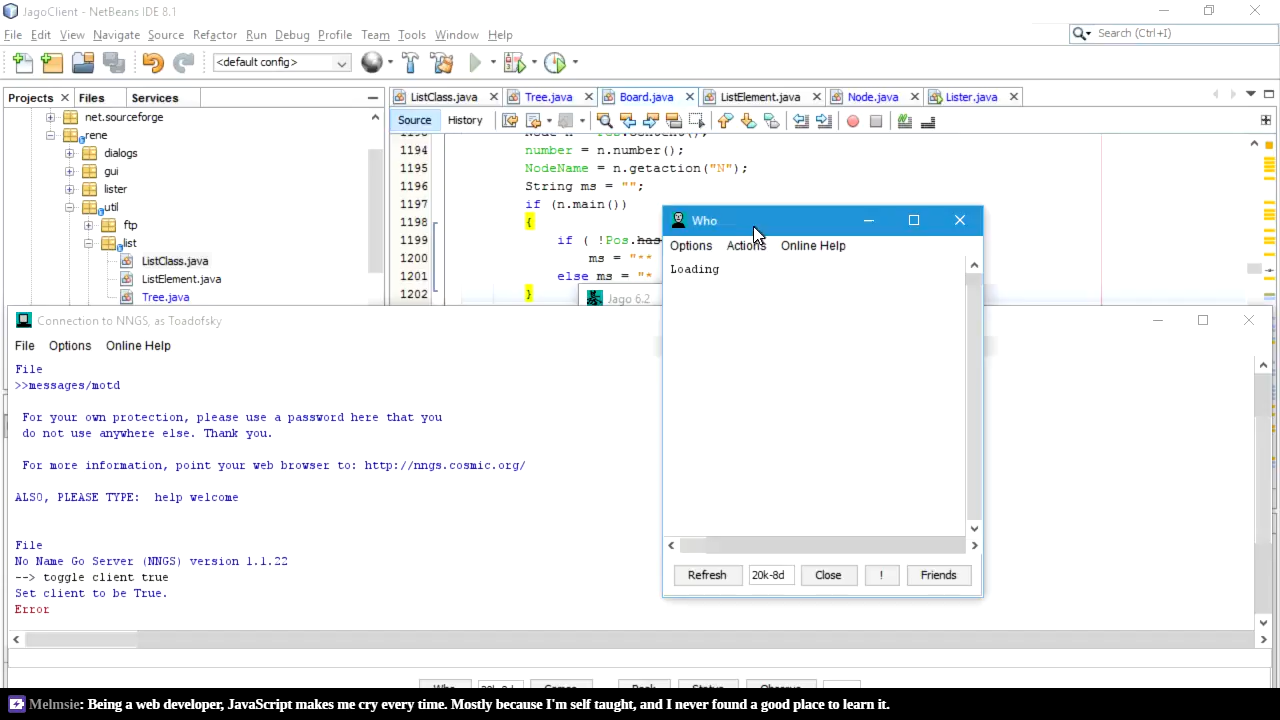 JagoClient - NetBeans IDE 8.1
File Edit View Navigate Source Refactor Run Debug Profile Team Tools Window Help
Search (Ctrl+I)
<default config>
Projects Files Services
ListClass.java Tree.java Board.java ListElement.java Node.java Lister.java
Source History
net.sourceforge
rene
dialogs
gui
lister
util
ftp
list
ListClass.java
ListElement.java
Tree.java
1194 number = n.number();
1195 NodeName = n.getaction("N");
1196 String ms = "";
1197 if (n.main())
1198 {
1199 if ( !Pos.has
1200 ms = "**
1201 else ms = "*
1202 }
Jago 6.2
Who
Options Actions Online Help
Loading
Refresh 20k-8d Close ! Friends
Connection to NNGS, as Toadofsky
File Options Online Help
File
>>messages/motd
For your own protection, please use a password here that you
do not use anywhere else. Thank you.
For more information, point your web browser to: http://nngs.cosmic.org/
ALSO, PLEASE TYPE: help welcome
File
No Name Go Server (NNGS) version 1.1.22
--> toggle client true
Set client to be True.
Error
Melmsie: Being a web developer, JavaScript makes me cry every time. Mostly because I'm self taught, and I never found a good place to learn it.